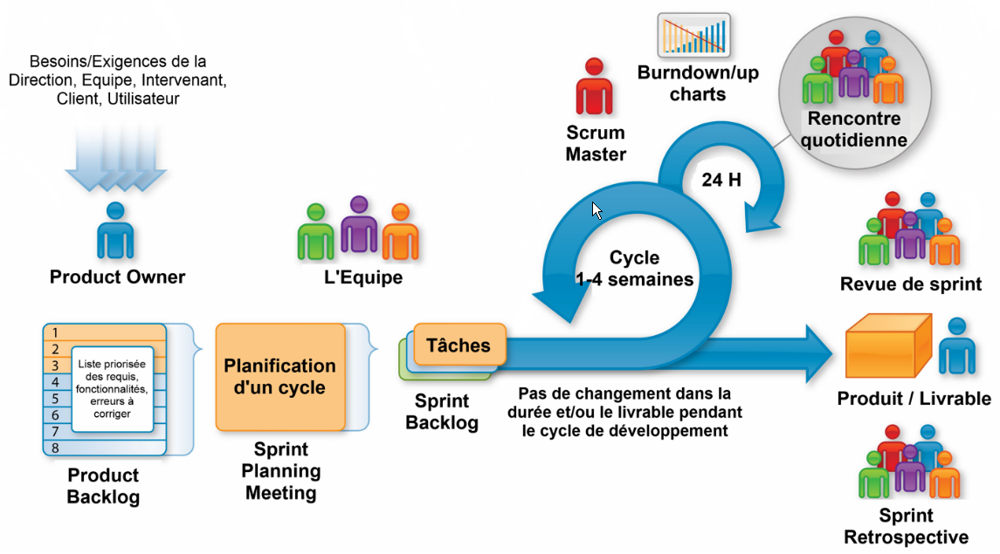 Besoins/Exigences de la
Direction, Equipe, Intervenant,
Client, Utilisateur
Product Owner
L'Equipe
Scrum
Master
Burndown/up
charts
Rencontre
quotidienne
24 H
Cycle
1-4 semaines
Revue de sprint
1
2
3
4
5
6
7
8
Liste priorisée
des requis,
fonctionnalités,
erreurs à
corriger
Product
Backlog
Planification
d'un cycle
Sprint
Planning
Meeting
Tâches
Sprint
Backlog
Pas de changement dans la
durée et/ou le livrable pendant
le cycle de développement
Produit / Livrable
Sprint
Retrospective